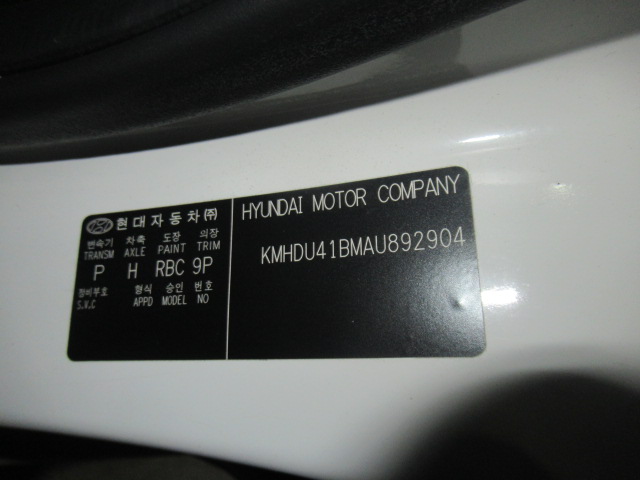 현대자동차㈜
변속기 차축 도장 의장
TRANSM AXLE PAINT TRIM
P H RBC 9P
정비부호 형식 승인 번호
S.V.C APPD MODEL NO
HYUNDAI MOTOR COMPANY
KMHDU41BMAU892904